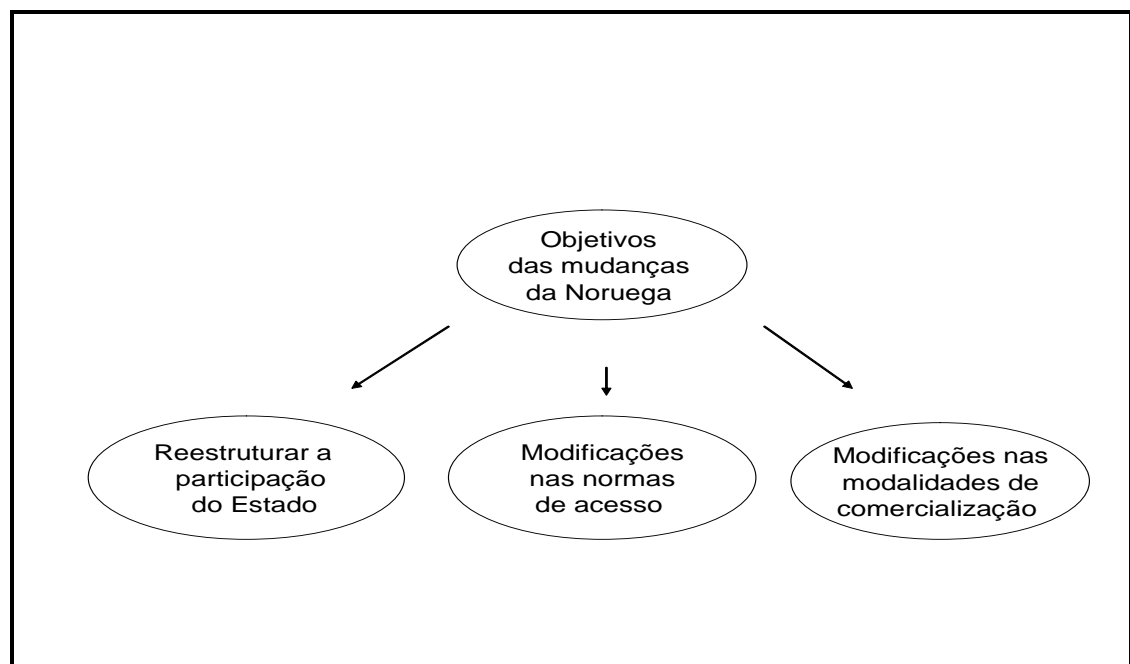 Objetivos
das mudanças
da Noruega
Reestruturar a
participação
do Estado
Modificações
nas normas
de acesso
Modificações nas
modalidades de
comercialização